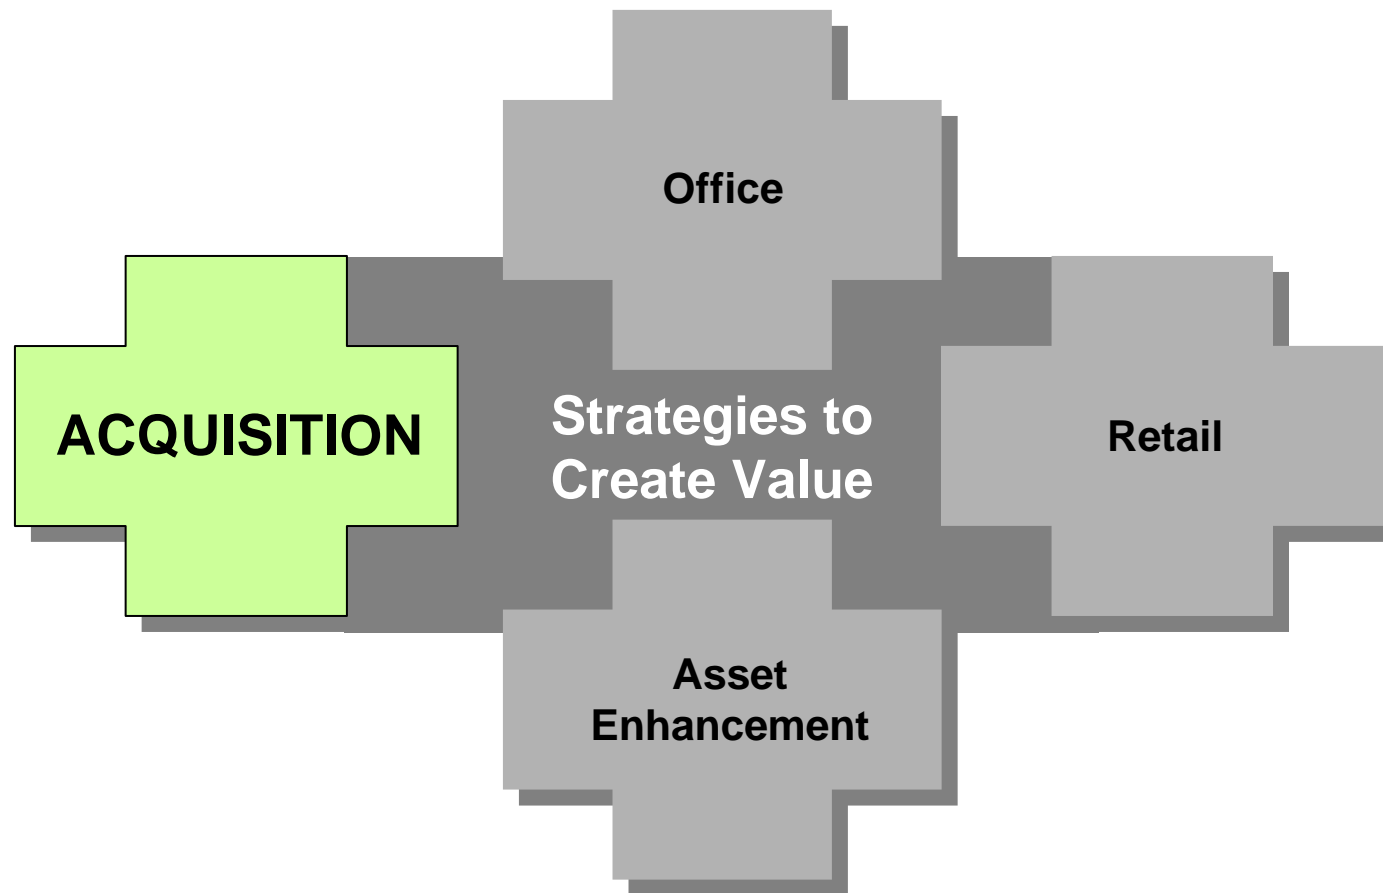 Office
ACQUISITION
Strategies to
Create Value
Retail
Asset
Enhancement